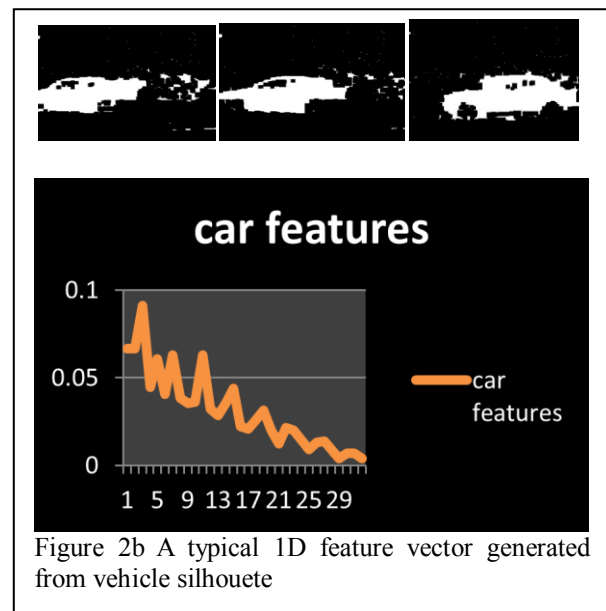 car features
0.1
0.05
0
1 5 9 13 17 21 25 29
car
features
Figure 2b A typical 1D feature vector generated
from vehicle silhouete